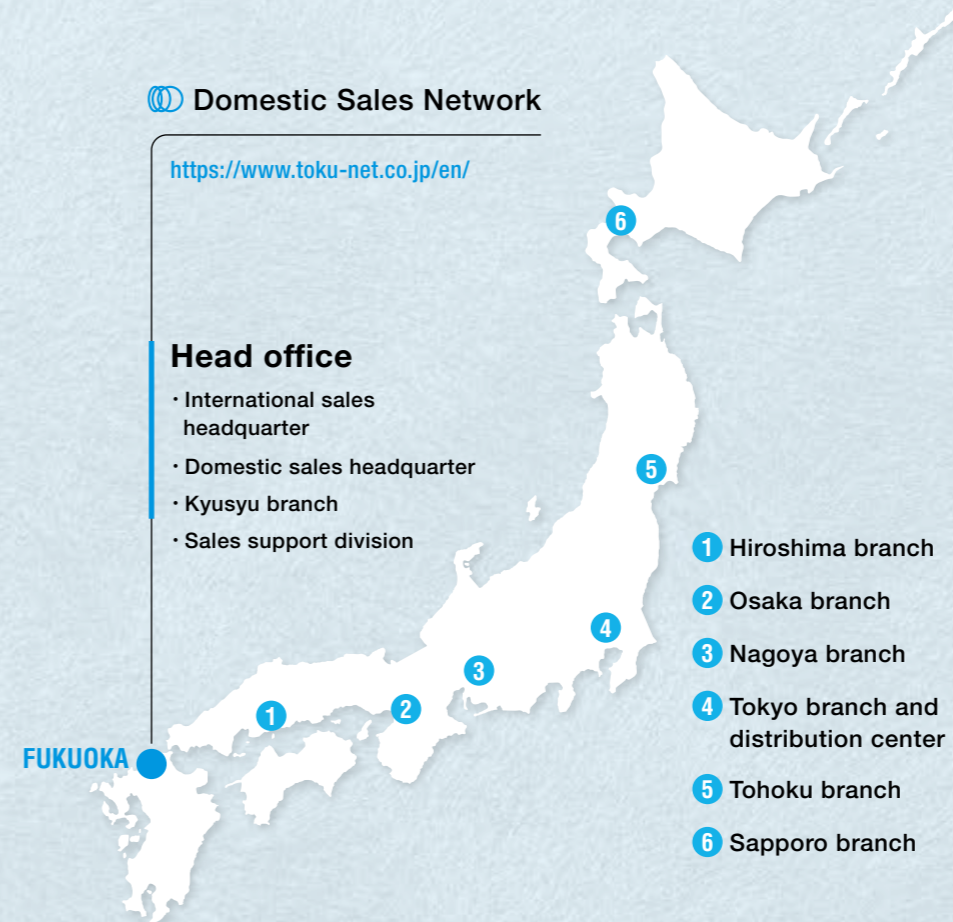 Domestic Sales Network
https://www.toku-net.co.jp/en/
Head office
・International sales
headquarter
・Domestic sales headquarter
・Kyusyu branch
・Sales support division
FUKUOKA
6
5
4
3
2
1
1 Hiroshima branch
2 Osaka branch
3 Nagoya branch
4 Tokyo branch and
distribution center
5 Tohoku branch
6 Sapporo branch